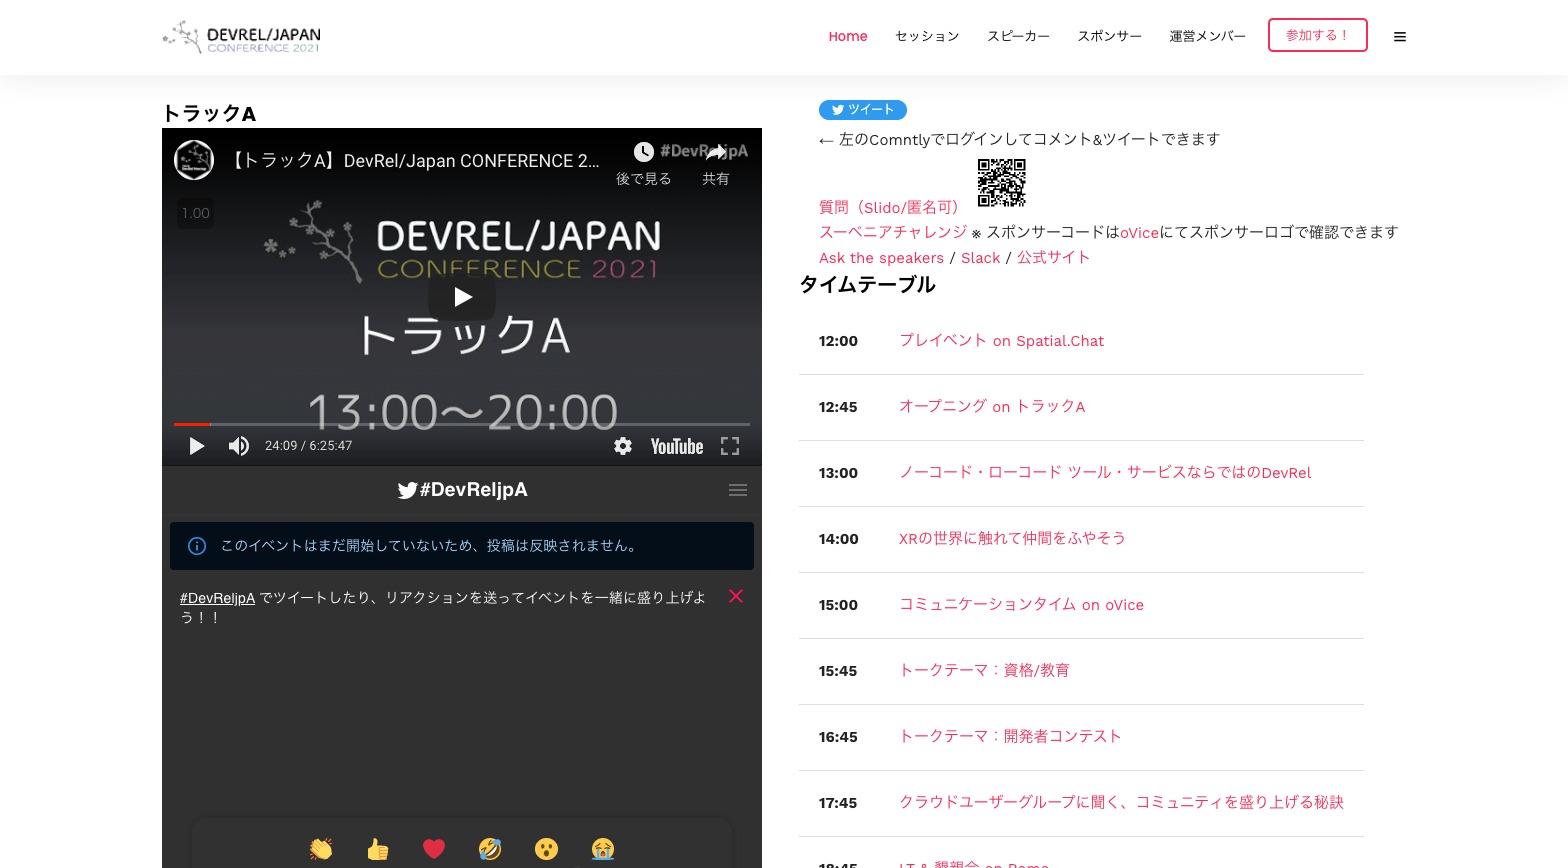 DEVREL/JAPAN
CONFERENCE 2021
Home
セッション
スピーカー
スポンサー
運営メンバー
参加する！
トラックA
【トラックA】DevRel/Japan CONFERENCE 2...
#DevReljpA
後で見る
共有
1.00
DEVREL/JAPAN
CONFERENCE 2021
トラックA
13:00〜20:00
24:09 / 6:25:47
YouTube
#DevReljpA
このイベントはまだ開始していないため、投稿は反映されません。
#DevReljpA でツイートしたり、リアクションを送ってイベントを一緒に盛り上げよ
う！！
ツイート
← 左のComntlyでログインしてコメント&ツイートできます
質問（Slido/匿名可）
スーベニアチャレンジ ※ スポンサーコードはoViceにてスポンサーロゴで確認できます
Ask the speakers / Slack / 公式サイト
タイムテーブル
12:00 プレイベント on Spatial.Chat
12:45 オープニング on トラックA
13:00 ノーコード・ローコード ツール・サービスならではのDevRel
14:00 XRの世界に触れて仲間をふやそう
15:00 コミュニケーションタイム on oVice
15:45 トークテーマ：資格/教育
16:45 トークテーマ：開発者コンテスト
17:45 クラウドユーザーグループに聞く、コミュニティを盛り上げる秘訣
18:45 LT & 懇親会 on Remo